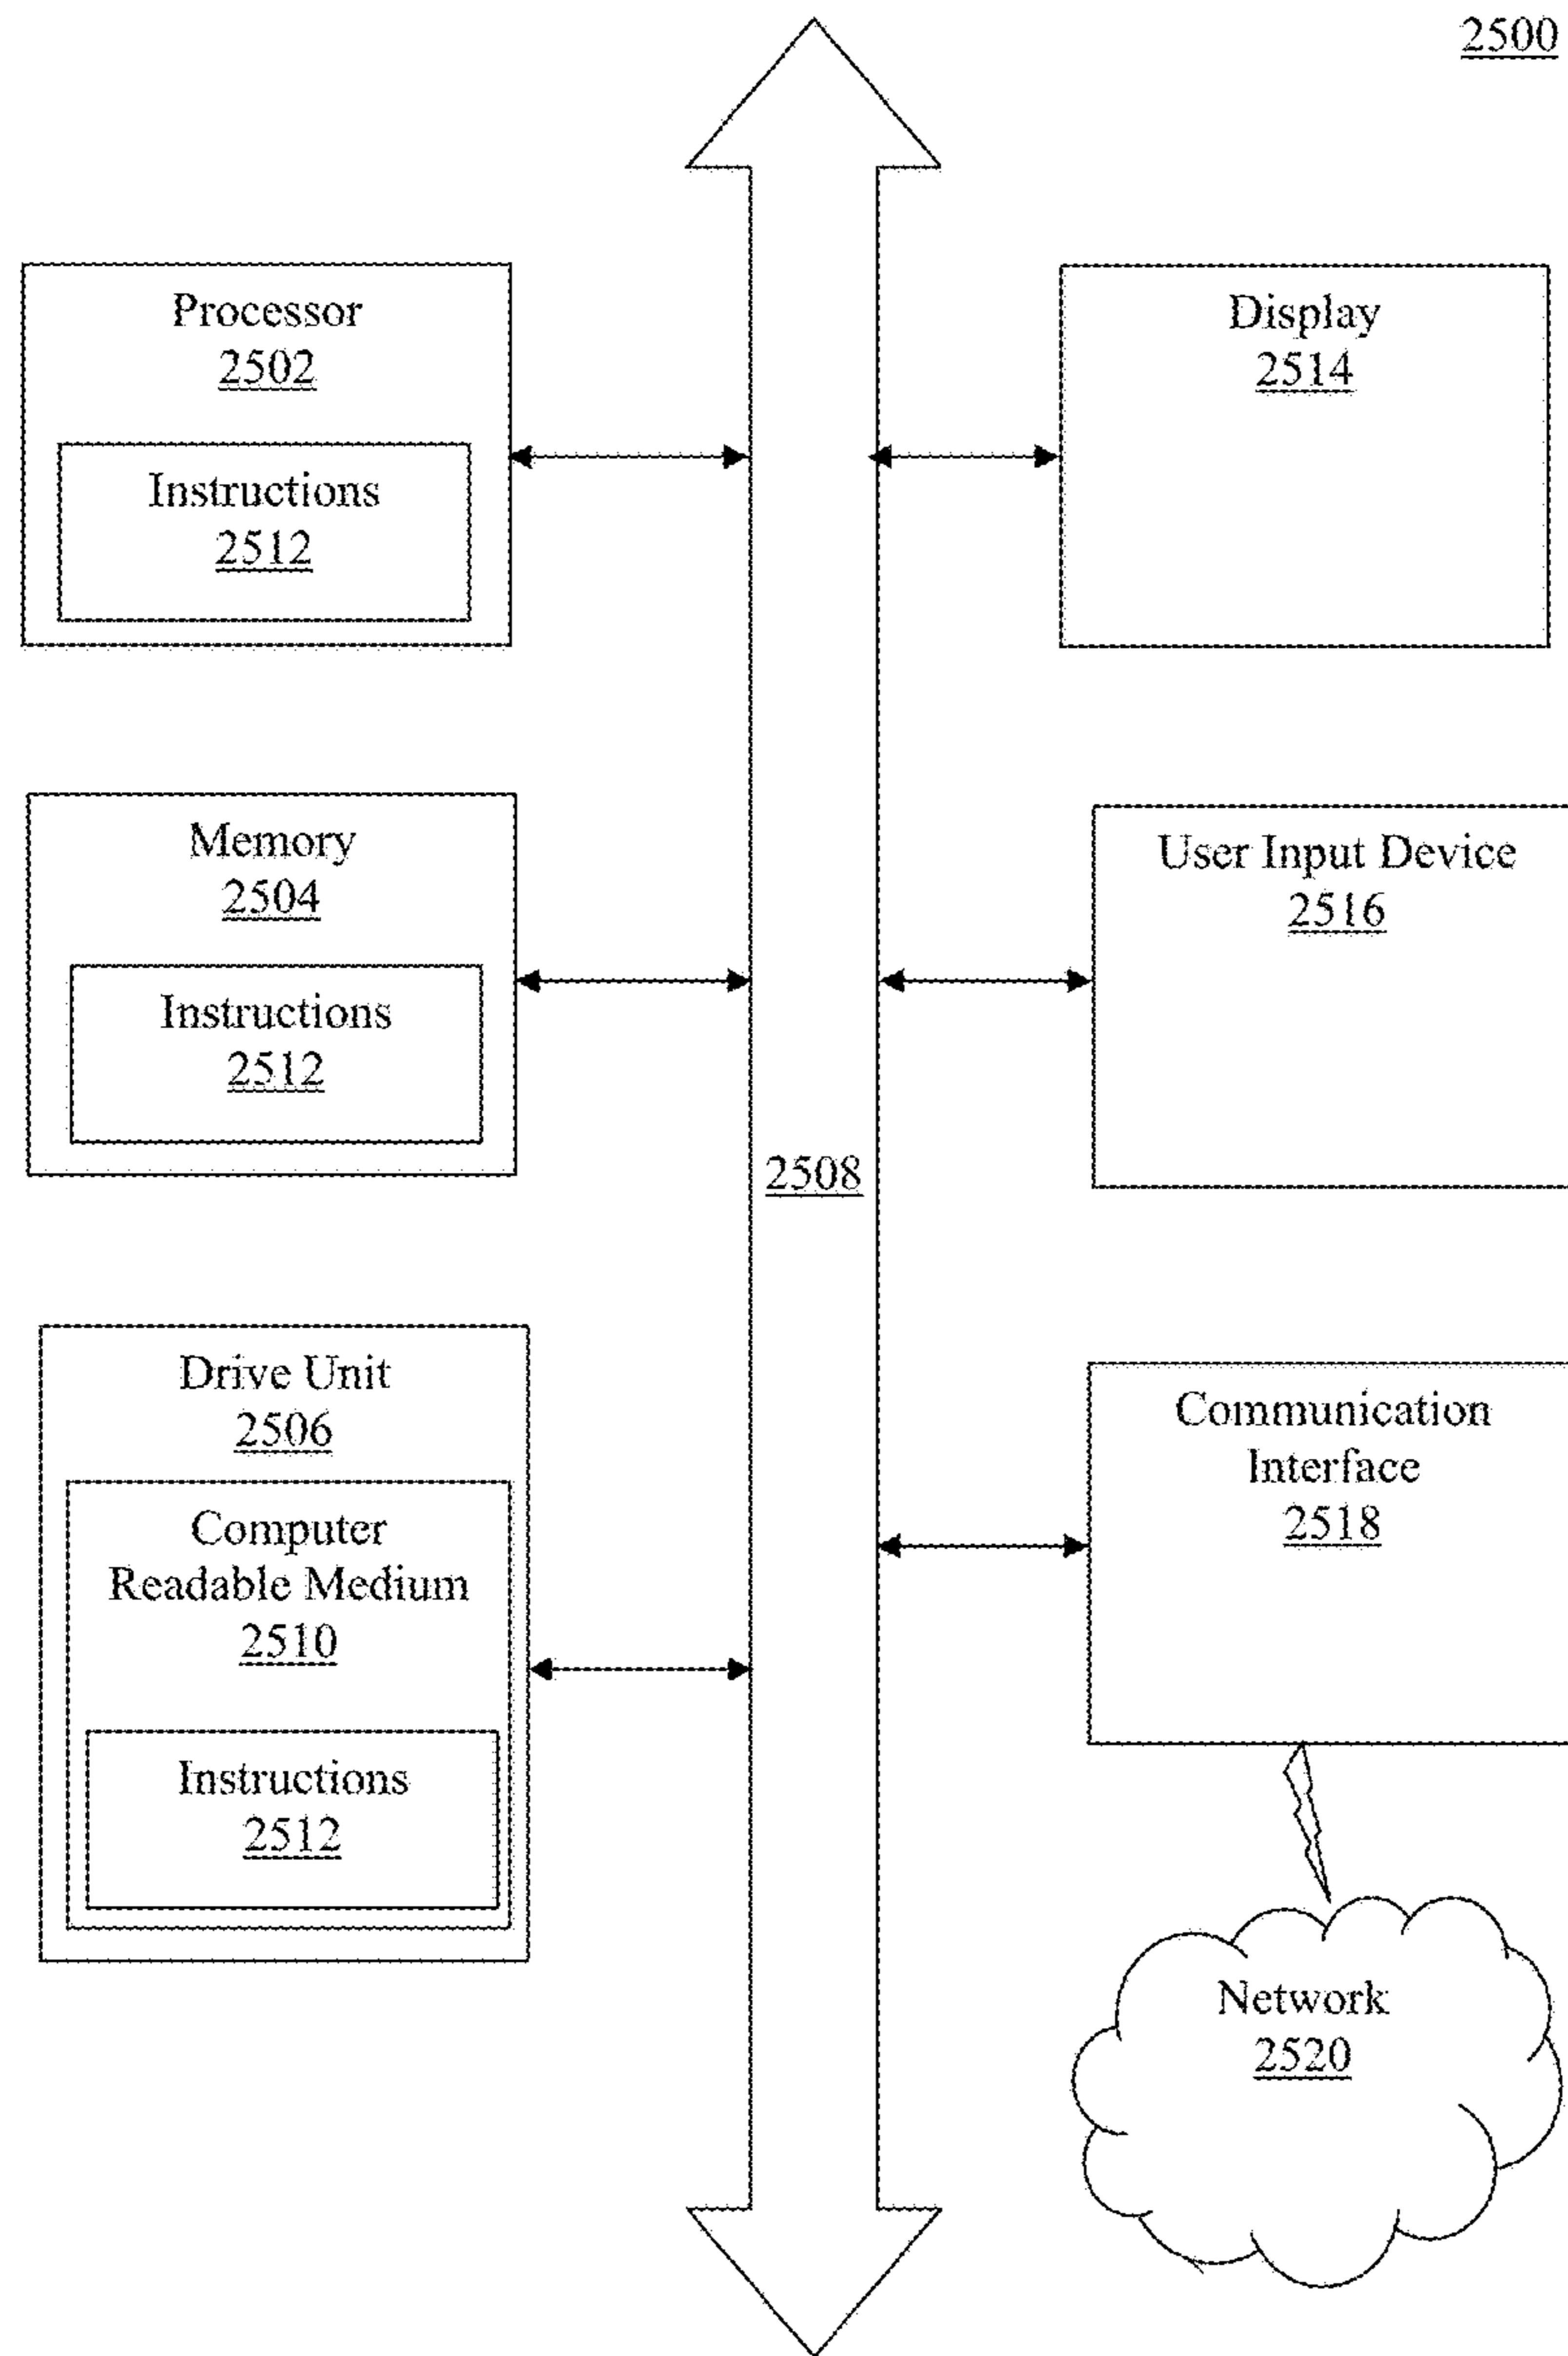 2500
Processor
2502
Instructions
2512
Memory
2504
Instructions
2512
Drive Unit
2506
Computer
Readable Medium
2510
Instructions
2512
2508
Display
2514
User Input Device
2516
Communication
Interface
2518
Network
2520